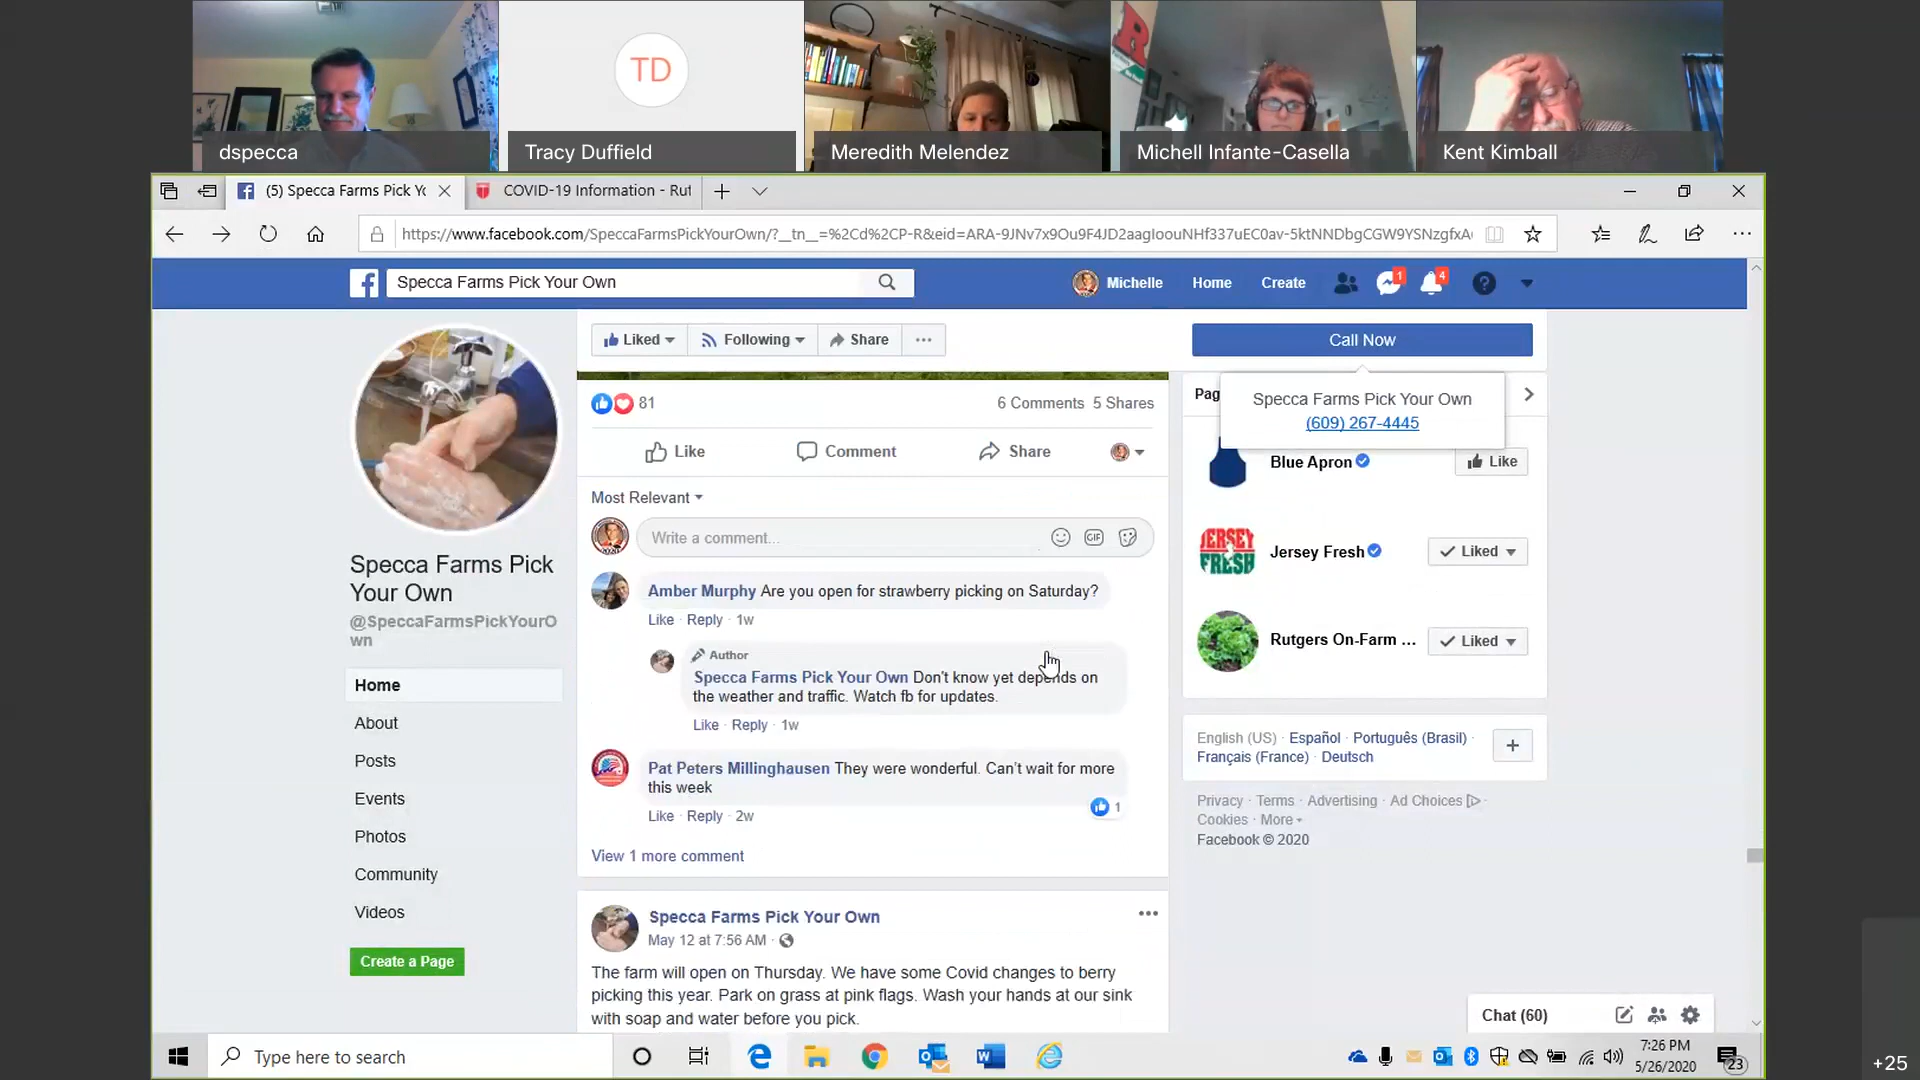 TD
R
dspecca
Tracy Duffield
Meredith Melendez
Michell Infante-Casella
Kent Kimball
(5) Specca Farms Pick Yo
COVID-19 Information - Rut
https://www.facebook.com/SpeccaFarmsPickYourOwn/?__tn__=%2Cd%2CP-R&eid=ARA-9JNv7x9Ou9F4JD2aagIoouNHf337uEC0av-5ktNNDbgCGW9YSNzgfxA
Specca Farms Pick Your Own
Michelle
Home
Create
1
4
Liked
Following
Share
Call Now
Specca Farms Pick Your Own
(609) 267-4445
Pag
81
6 Comments 5 Shares
Like
Comment
Share
Blue Apron
Like
JERSEY
FRESH
Jersey Fresh
Liked
Rutgers On-Farm ...
Liked
Most Relevant
Write a comment...
GIF
Amber Murphy Are you open for strawberry picking on Saturday?
Like · Reply · 1w
Author
Specca Farms Pick Your Own Don't know yet depends on
the weather and traffic. Watch fb for updates.
Like · Reply · 1w
Pat Peters Millinghausen They were wonderful. Can't wait for more
this week
1
Like · Reply · 2w
View 1 more comment
Specca Farms Pick Your Own
May 12 at 7:56 AM ·
The farm will open on Thursday. We have some Covid changes to berry
picking this year. Park on grass at pink flags. Wash your hands at our sink
with soap and water before you pick.
Specca Farms Pick
Your Own
@SpeccaFarmsPickYourO
wn
Home
About
Posts
Events
Photos
Community
Videos
Create a Page
English (US) · Español · Português (Brasil) ·
Français (France) · Deutsch
Privacy · Terms · Advertising · Ad Choices ·
Cookies · More
Facebook © 2020
Chat (60)
Type here to search
7:26 PM
5/26/2020
23
+25